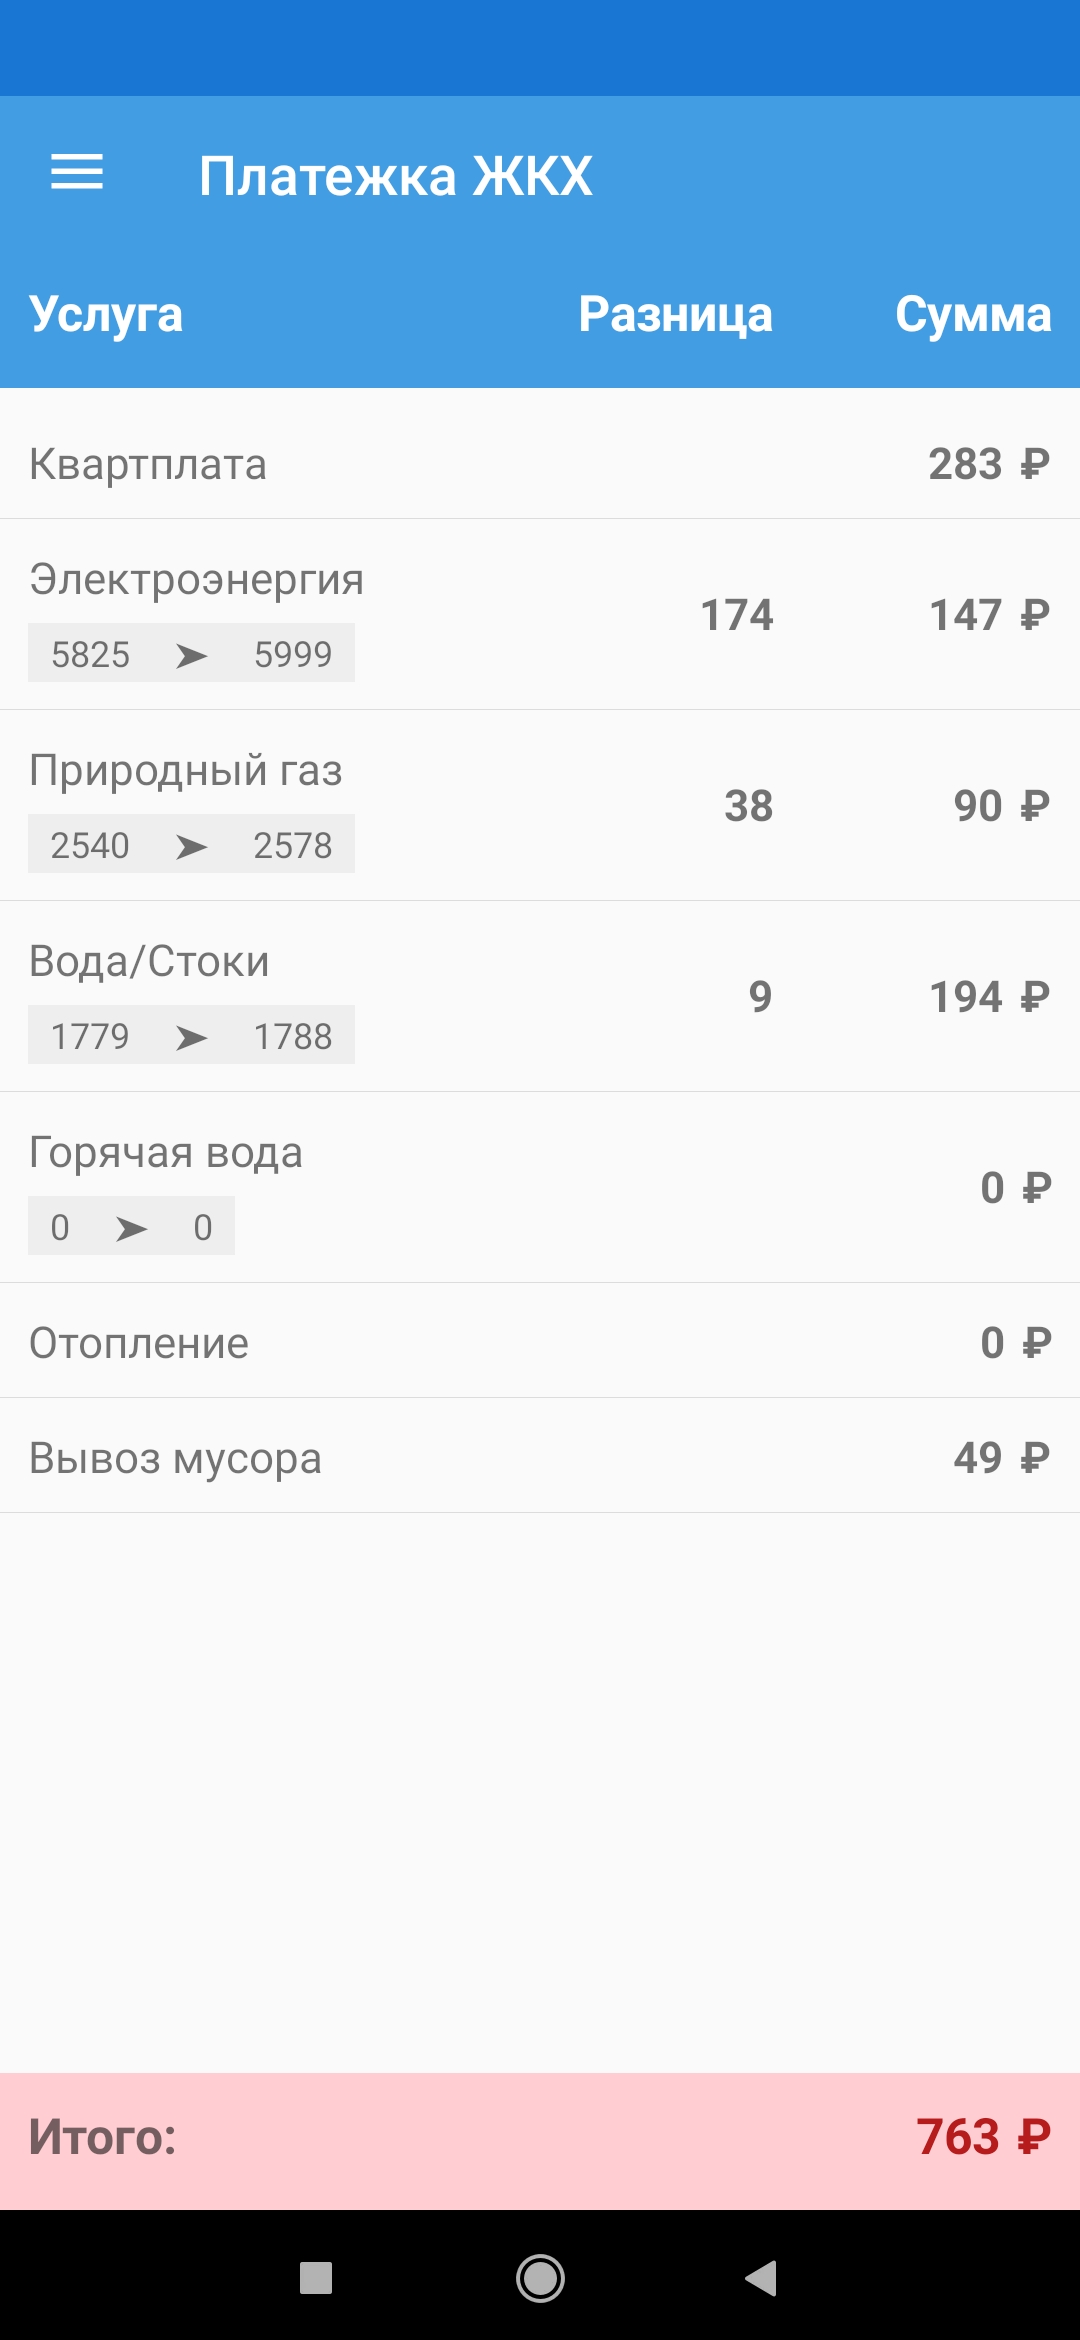 Платежка ЖКХ
Услуга Разница Сумма
Квартплата 283 ₽
Электроэнергия
174 147 ₽
5825 ➤ 5999
Природный газ
38 90 ₽
2540 ➤ 2578
Вода/Стоки
9 194 ₽
1779 ➤ 1788
Горячая вода
0 ₽
0 ➤ 0
Отопление 0 ₽
Вывоз мусора 49 ₽
Итого: 763 ₽